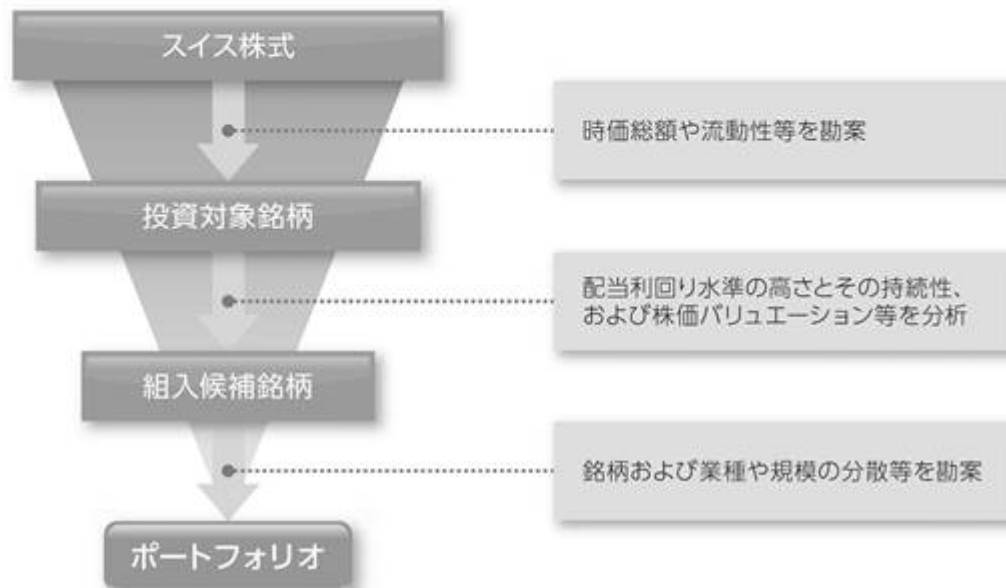 スイス株式
時価総額や流動性等を勘案
投資対象銘柄
配当利回り水準の高さとその持続性、
および株価バリュエーション等を分析
組入候補銘柄
銘柄および業種や規模の分散等を勘案
ポートフォリオ